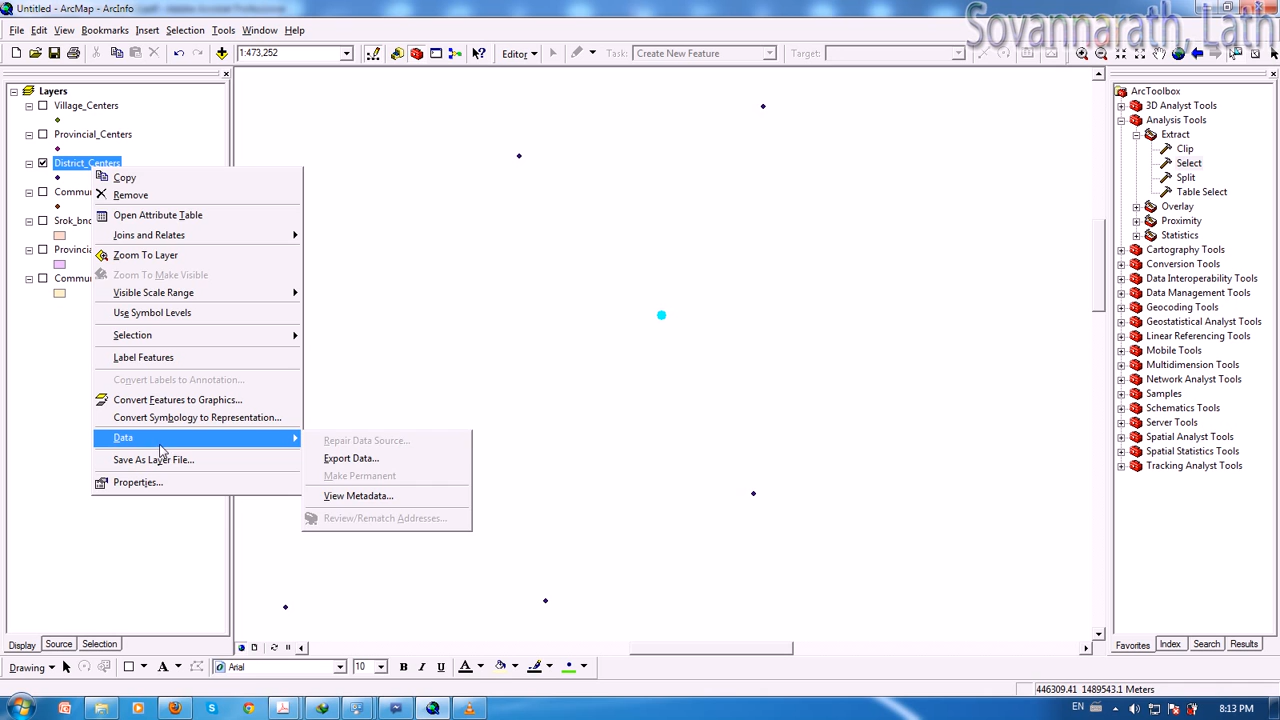 Untitled - ArcMap - ArcInfo
Sovannarath, Lath
File Edit View Bookmarks Insert Selection Tools Window Help
1:473,252
Editor Task: Create New Feature Target:
Layers
Village_Centers
Provincial_Centers
District_Centers
Commu
Srok_bnd
Provincia
Commu
Copy
Remove
Open Attribute Table
Joins and Relates
Zoom To Layer
Zoom To Make Visible
Visible Scale Range
Use Symbol Levels
Selection
Label Features
Convert Labels to Annotation...
Convert Features to Graphics...
Convert Symbology to Representation...
Data
Save As Layer File...
Properties...
Repair Data Source...
Export Data...
Make Permanent
View Metadata...
Review/Rematch Addresses...
ArcToolbox
3D Analyst Tools
Analysis Tools
Extract
Clip
Select
Split
Table Select
Overlay
Proximity
Statistics
Cartography Tools
Conversion Tools
Data Interoperability Tools
Data Management Tools
Geocoding Tools
Geostatistical Analyst Tools
Linear Referencing Tools
Mobile Tools
Multidimension Tools
Network Analyst Tools
Samples
Schematics Tools
Server Tools
Spatial Analyst Tools
Spatial Statistics Tools
Tracking Analyst Tools
Display Source Selection
Favorites Index Search Results
Drawing A Arial 10 B I U A
446309.41 1489543.1 Meters
EN 8:13 PM